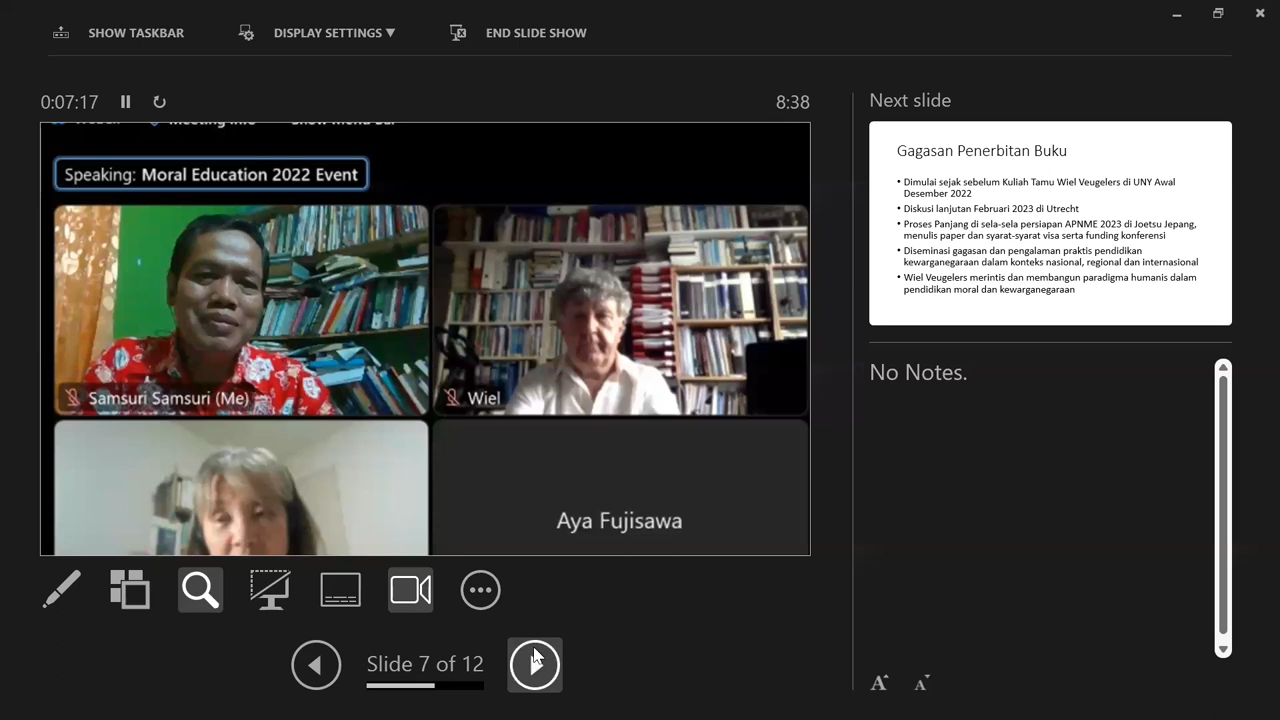 SHOW TASKBAR
DISPLAY SETTINGS ▼
END SLIDE SHOW
0:07:17
8:38
Meeting Info
Show Menu Bar
Speaking: Moral Education 2022 Event
Samsuri Samsuri (Me)
Wiel
Aya Fujisawa
Slide 7 of 12
Next slide
Gagasan Penerbitan Buku
• Dimulai sejak sebelum Kuliah Tamu Wiel Veugelers di UNY Awal
Desember 2022
• Diskusi lanjutan Februari 2023 di Utrecht
• Proses Panjang di sela-sela persiapan APNME 2023 di Joetsu Jepang,
menulis paper dan syarat-syarat visa serta funding konferensi
• Diseminasi gagasan dan pengalaman praktis pendidikan
kewarganegaraan dalam konteks nasional, regional dan internasional
• Wiel Veugelers merintis dan membangun paradigma humanis dalam
pendidikan moral dan kewarganegaraan
No Notes.
A A